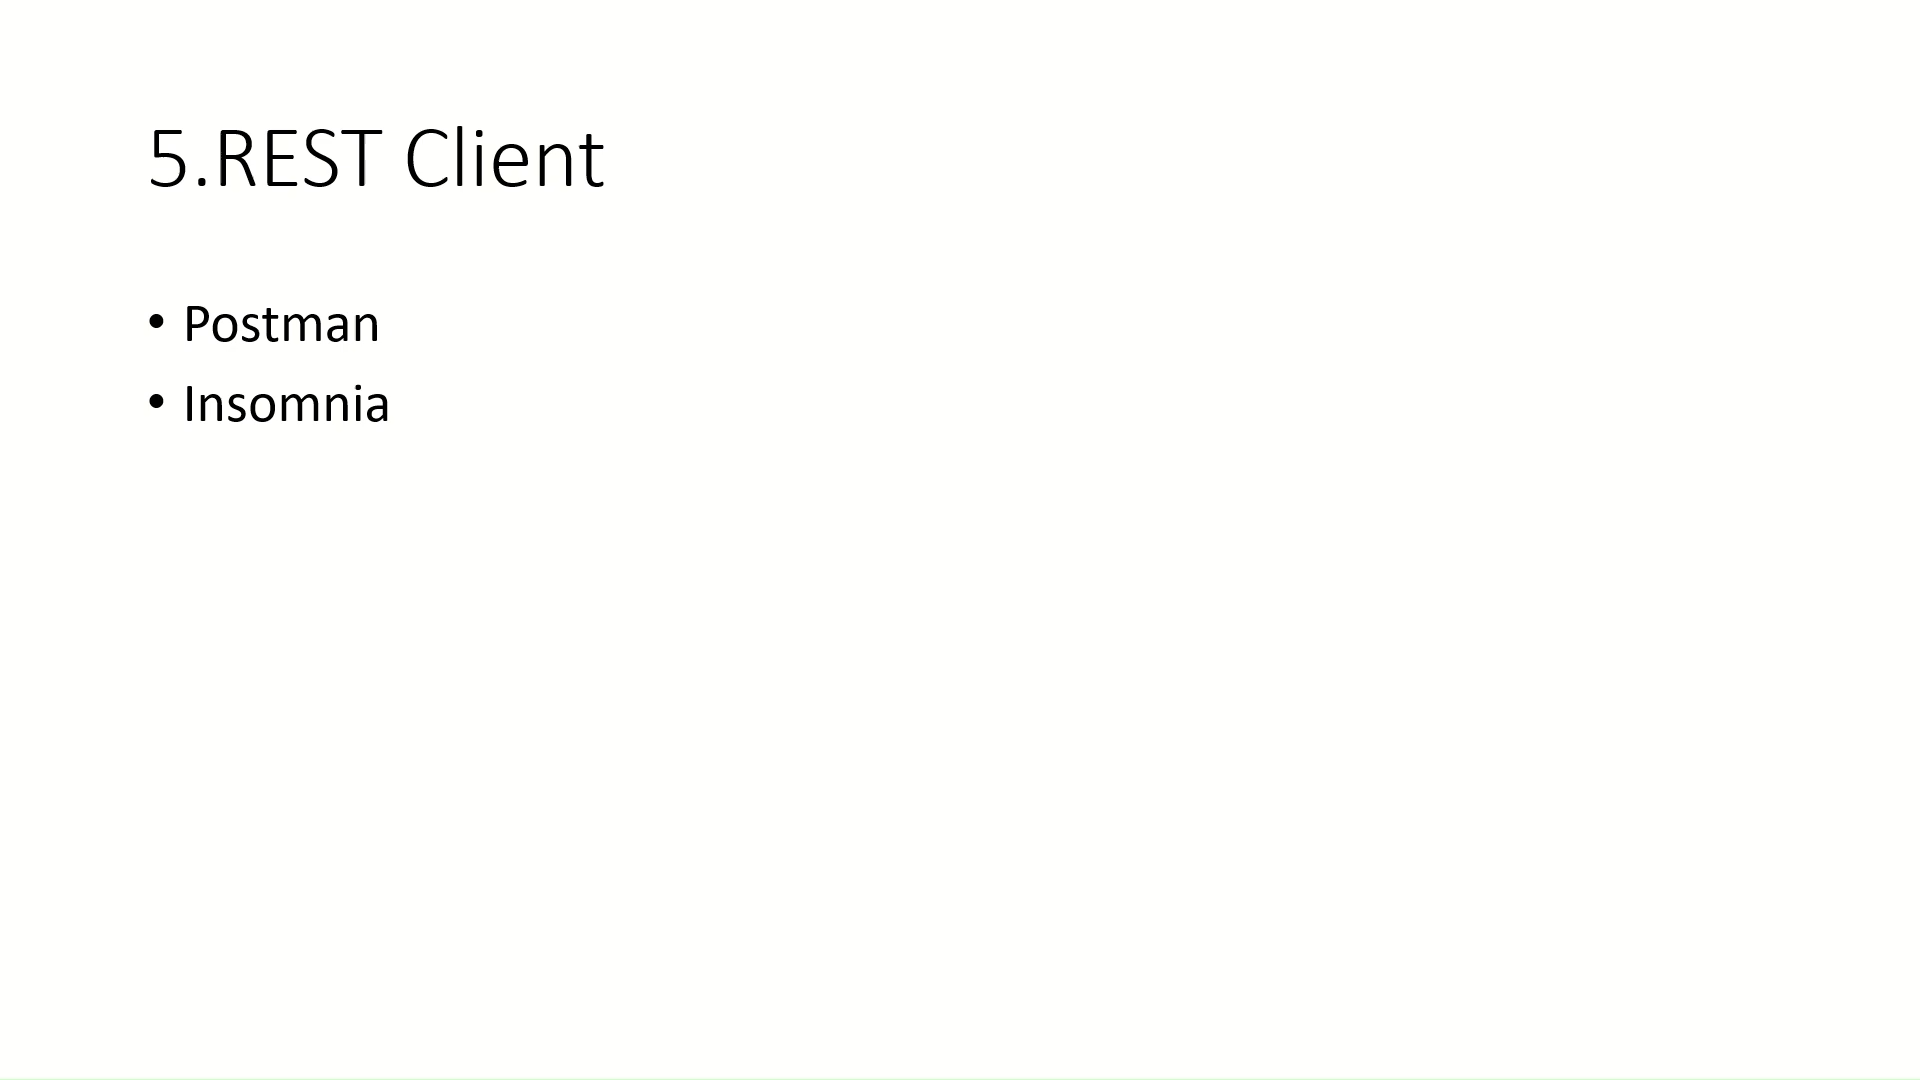 5.REST Client
• Postman
• Insomnia